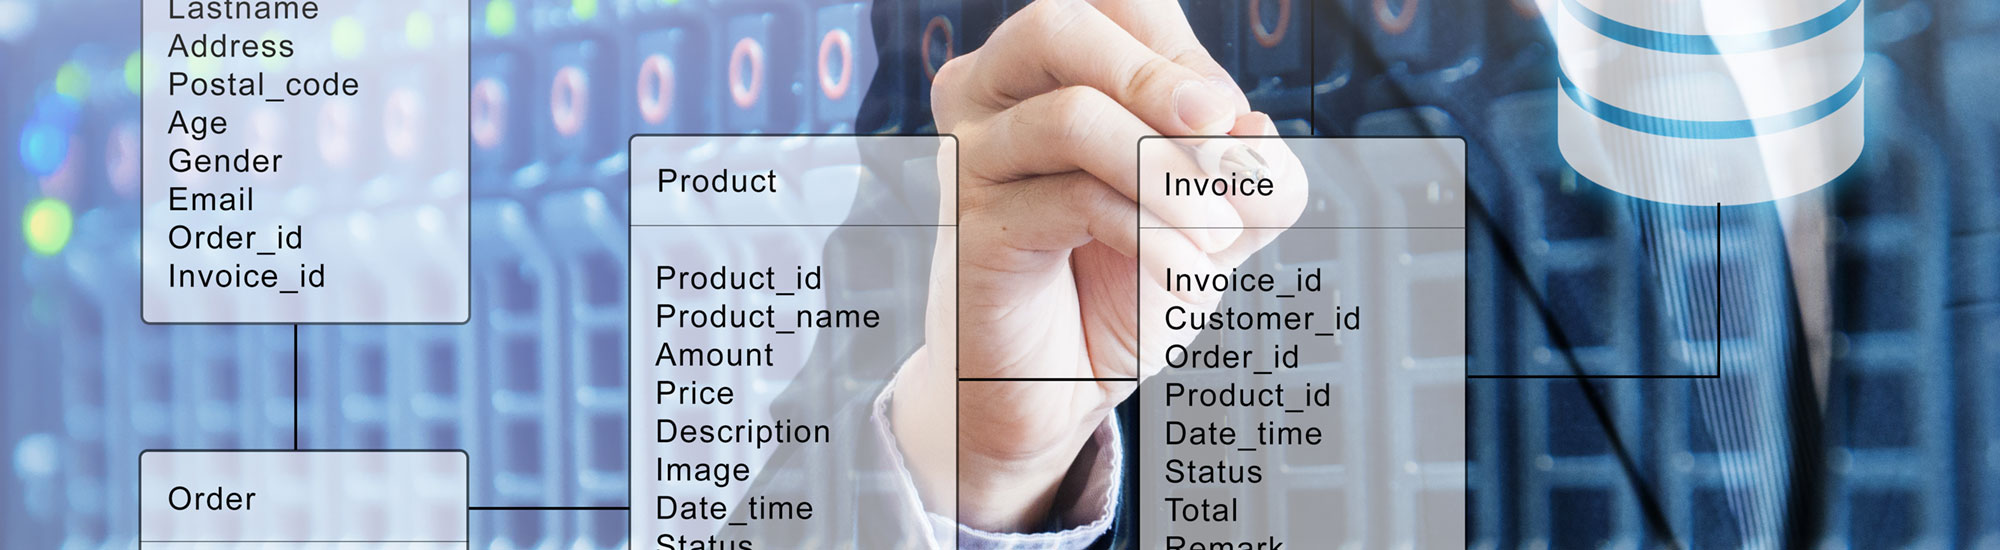 Lastname
Address
Postal_code
Age
Gender
Email
Order_id
Invoice_id
Order
Product
Product_id
Product_name
Amount
Price
Description
Image
Date_time
Status
Invoice
Invoice_id
Customer_id
Order_id
Product_id
Date_time
Status
Total
Remark